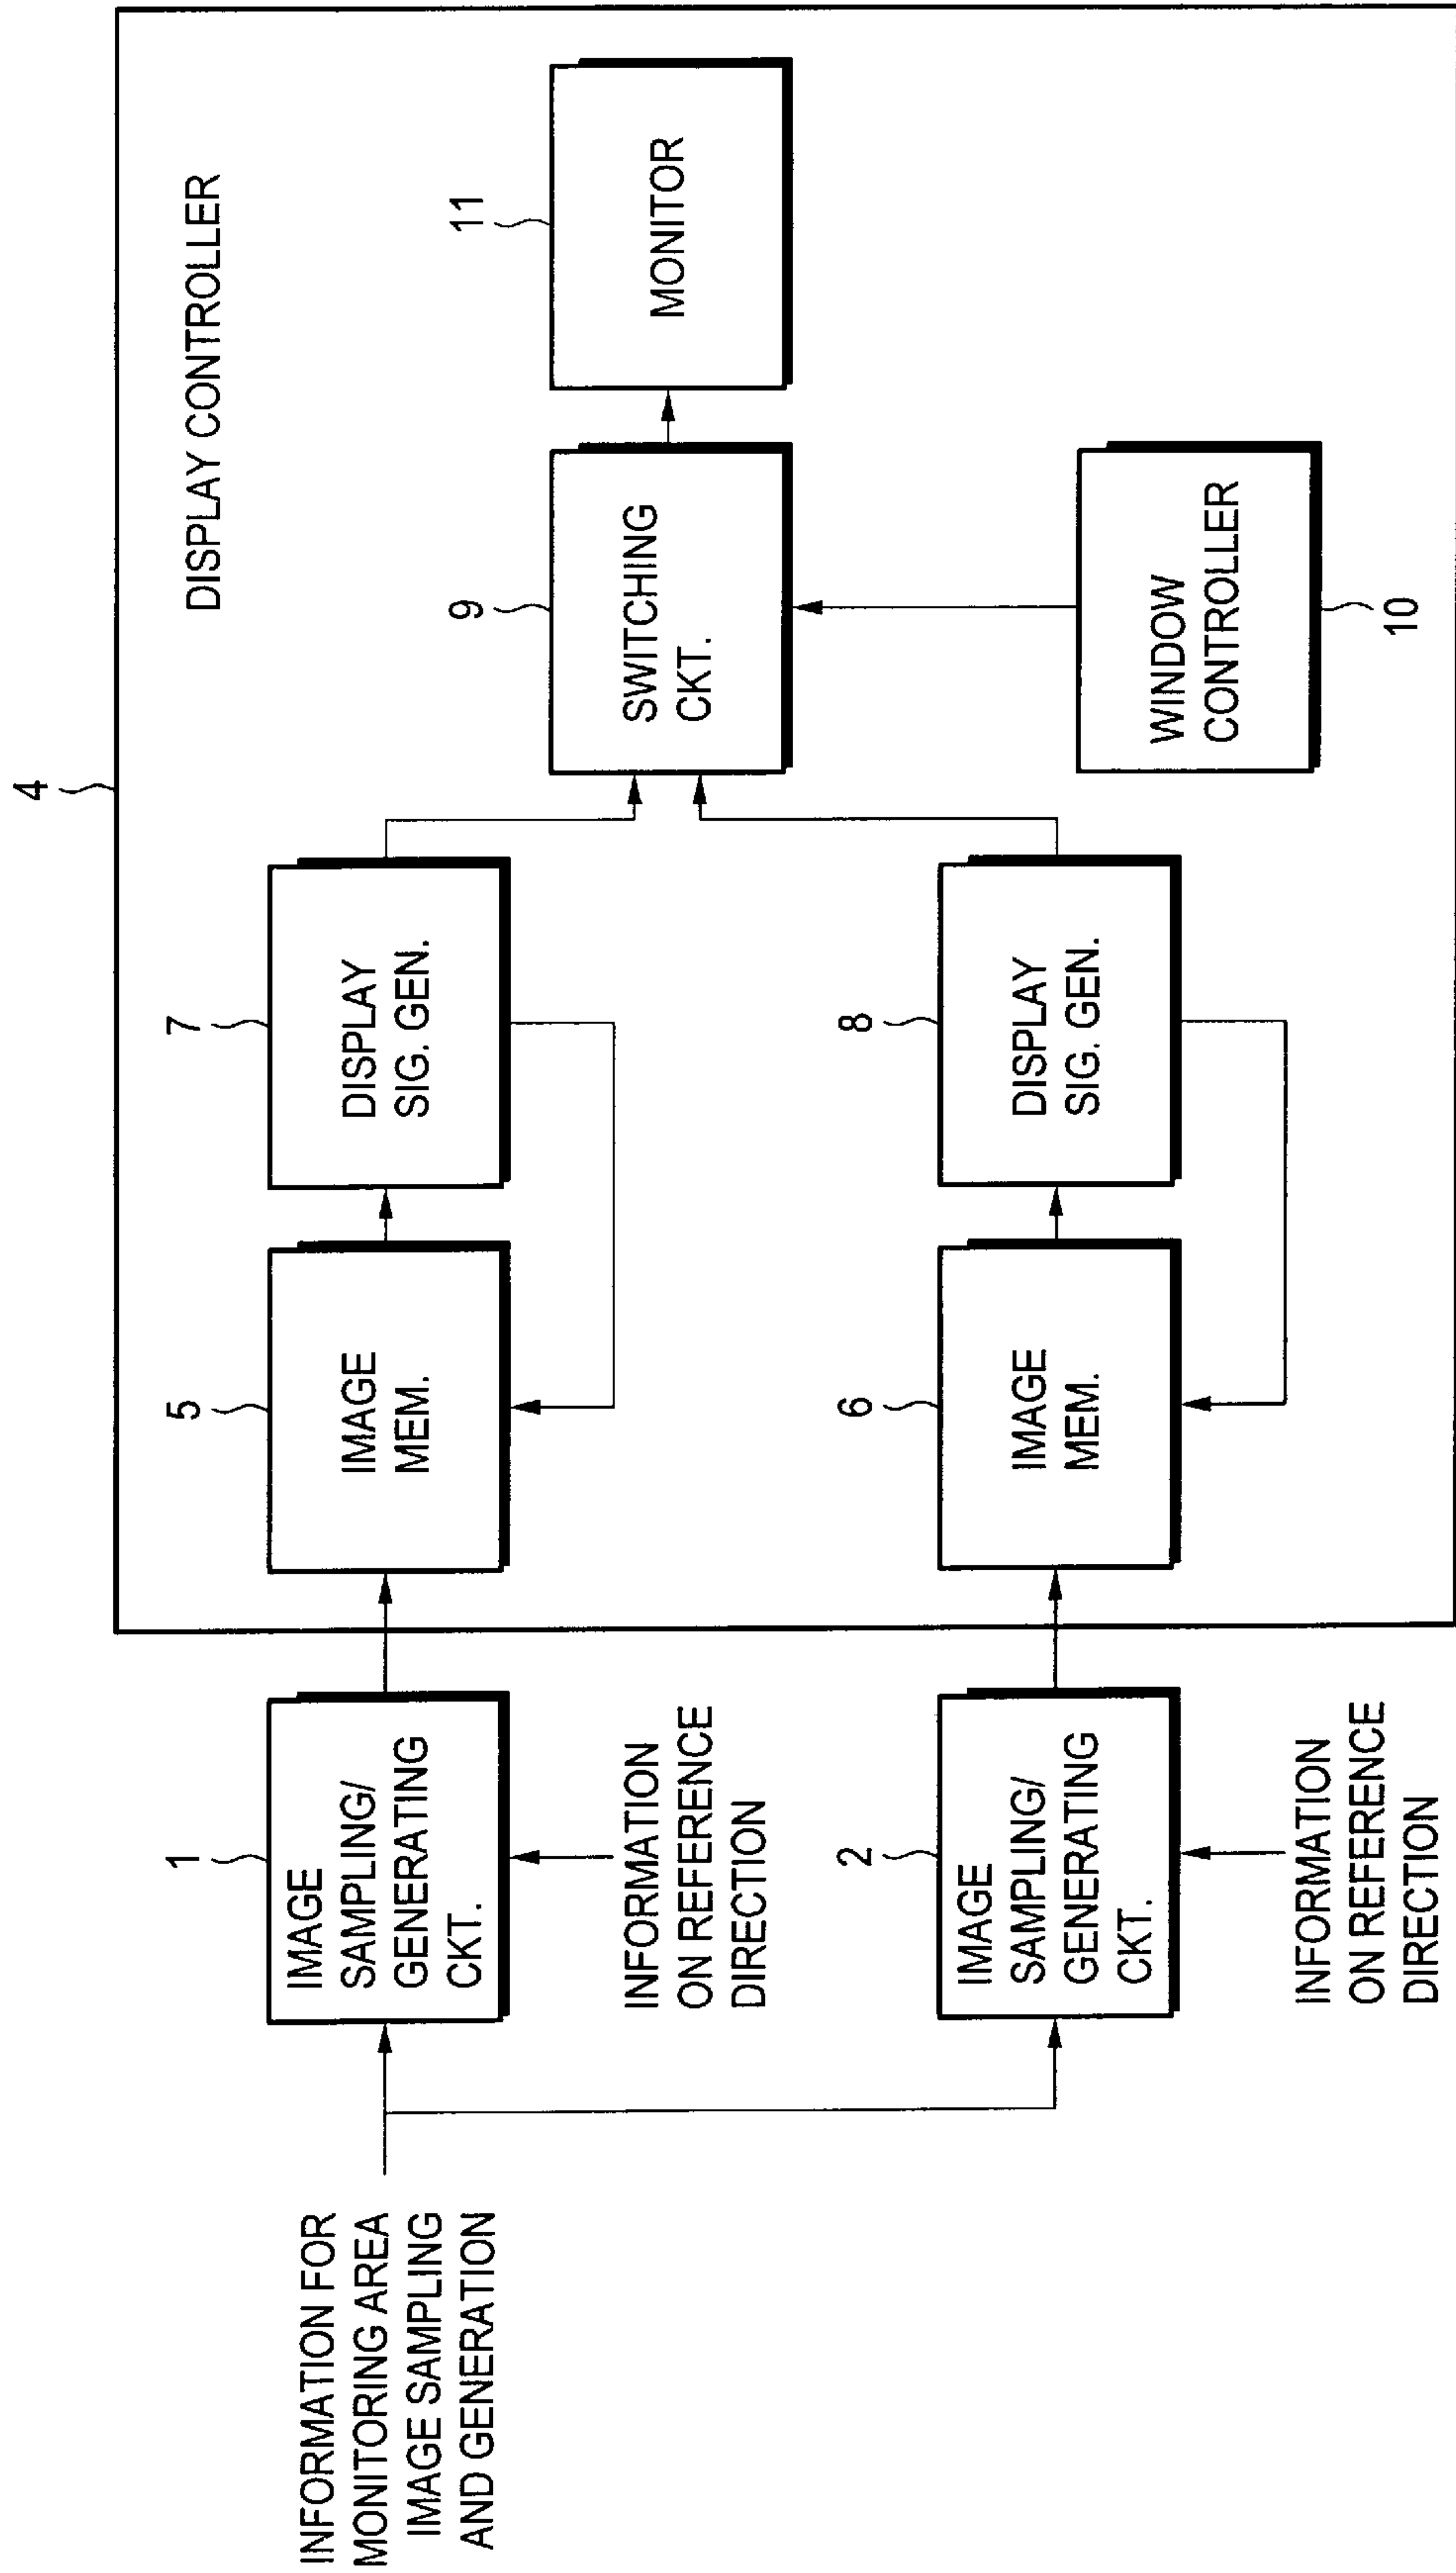 4
DISPLAY CONTROLLER
INFORMATION FOR
MONITORING AREA
IMAGE SAMPLING
AND GENERATION
1
IMAGE
SAMPLING/
GENERATING
CKT.
INFORMATION
ON REFERENCE
DIRECTION
5
IMAGE
MEM.
7
DISPLAY
SIG. GEN.
9
SWITCHING
CKT.
11
MONITOR
2
IMAGE
SAMPLING/
GENERATING
CKT.
INFORMATION
ON REFERENCE
DIRECTION
6
IMAGE
MEM.
8
DISPLAY
SIG. GEN.
WINDOW
CONTROLLER
10